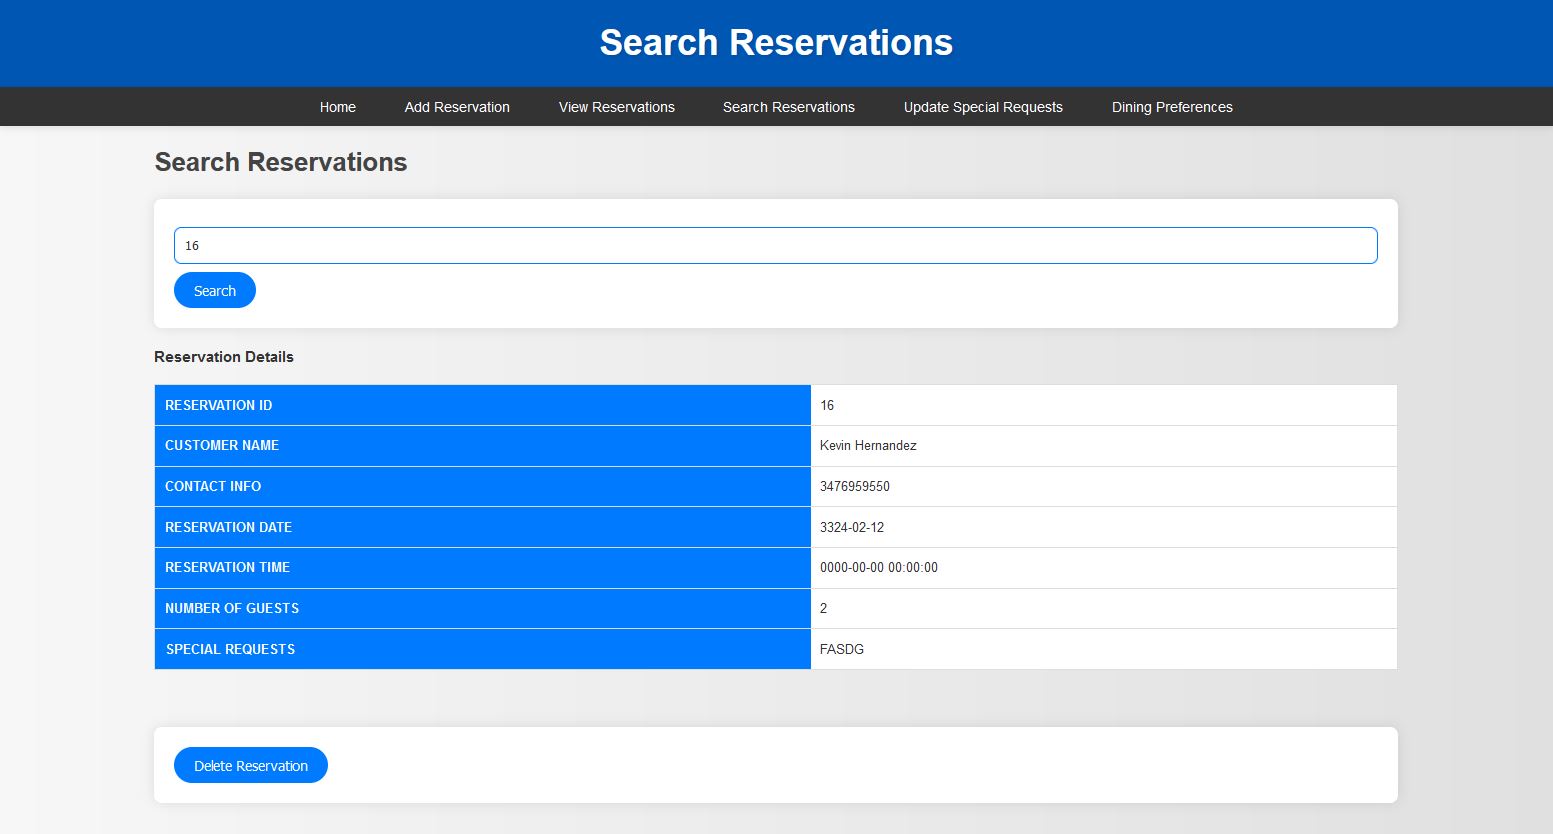 Search Reservations
Home Add Reservation View Reservations Search Reservations Update Special Requests Dining Preferences
Search Reservations
16
Search
Reservation Details
RESERVATION ID 16
CUSTOMER NAME Kevin Hernandez
CONTACT INFO 3476959550
RESERVATION DATE 3324-02-12
RESERVATION TIME 0000-00-00 00:00:00
NUMBER OF GUESTS 2
SPECIAL REQUESTS FASDG
Delete Reservation